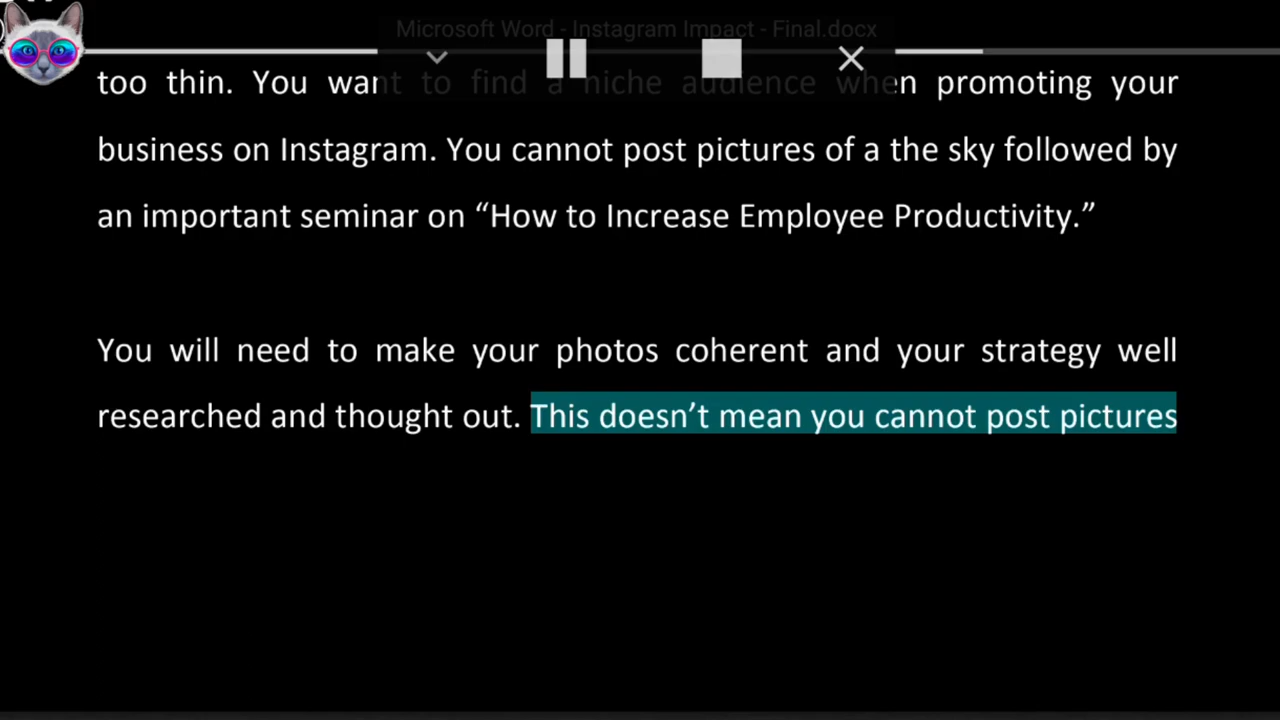 Microsoft Word - Instagram Impact - Final.docx
too thin. You want to find a niche audience when promoting your
business on Instagram. You cannot post pictures of a the sky followed by
an important seminar on “How to Increase Employee Productivity.”
You will need to make your photos coherent and your strategy well
researched and thought out. This doesn’t mean you cannot post pictures